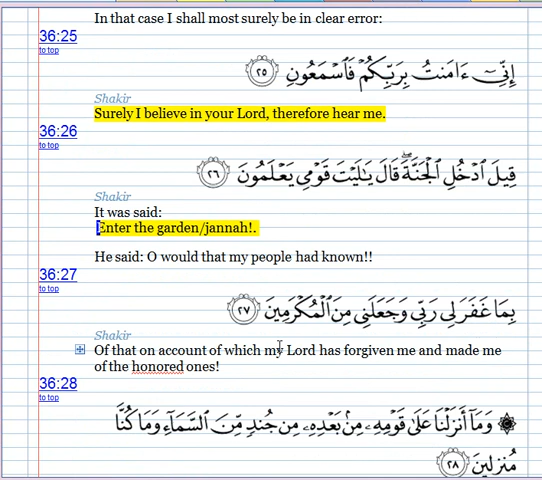 In that case I shall most surely be in clear error:
36:25
to top
إِنِّىٓ ءَامَنتُ بِرَبِّكُمْ فَٱسْمَعُونِ ٢٥
Shakir
Surely I believe in your Lord, therefore hear me.
36:26
to top
قِيلَ ٱدْخُلِ ٱلْجَنَّةَ ۖ قَالَ يَـٰلَيْتَ قَوْمِى يَعْلَمُونَ ٢٦
Shakir
It was said:
Enter the garden/jannah!.
He said: O would that my people had known!!
36:27
to top
بِمَا غَفَرَ لِى رَبِّى وَجَعَلَنِى مِنَ ٱلْمُكْرَمِينَ ٢٧
Shakir
Of that on account of which my Lord has forgiven me and made me
of the honored ones!
36:28
to top
۞ وَمَآ أَنزَلْنَا عَلَىٰ قَوْمِهِۦ مِنۢ بَعْدِهِۦ مِن جُندٍ مِّنَ ٱلسَّمَآءِ وَمَا كُنَّا
مُنزِلِينَ ٢٨